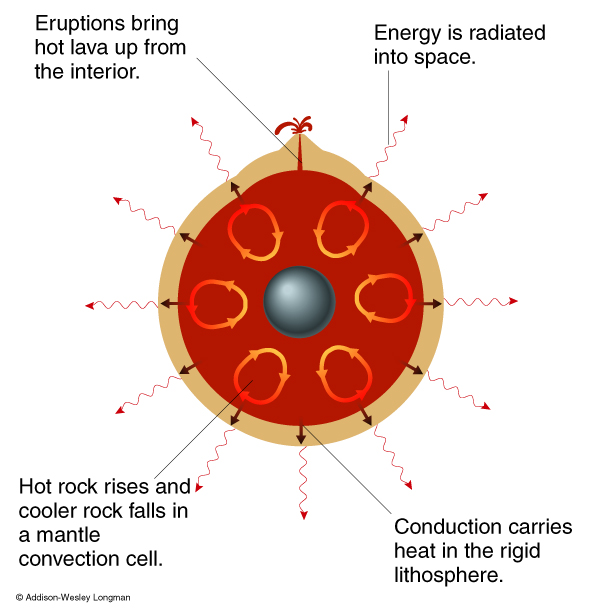 Eruptions bring
hot lava up from
the interior.
Energy is radiated
into space.
Hot rock rises and
cooler rock falls in
a mantle
convection cell.
Conduction carries
heat in the rigid
lithosphere.
© Addison-Wesley Longman